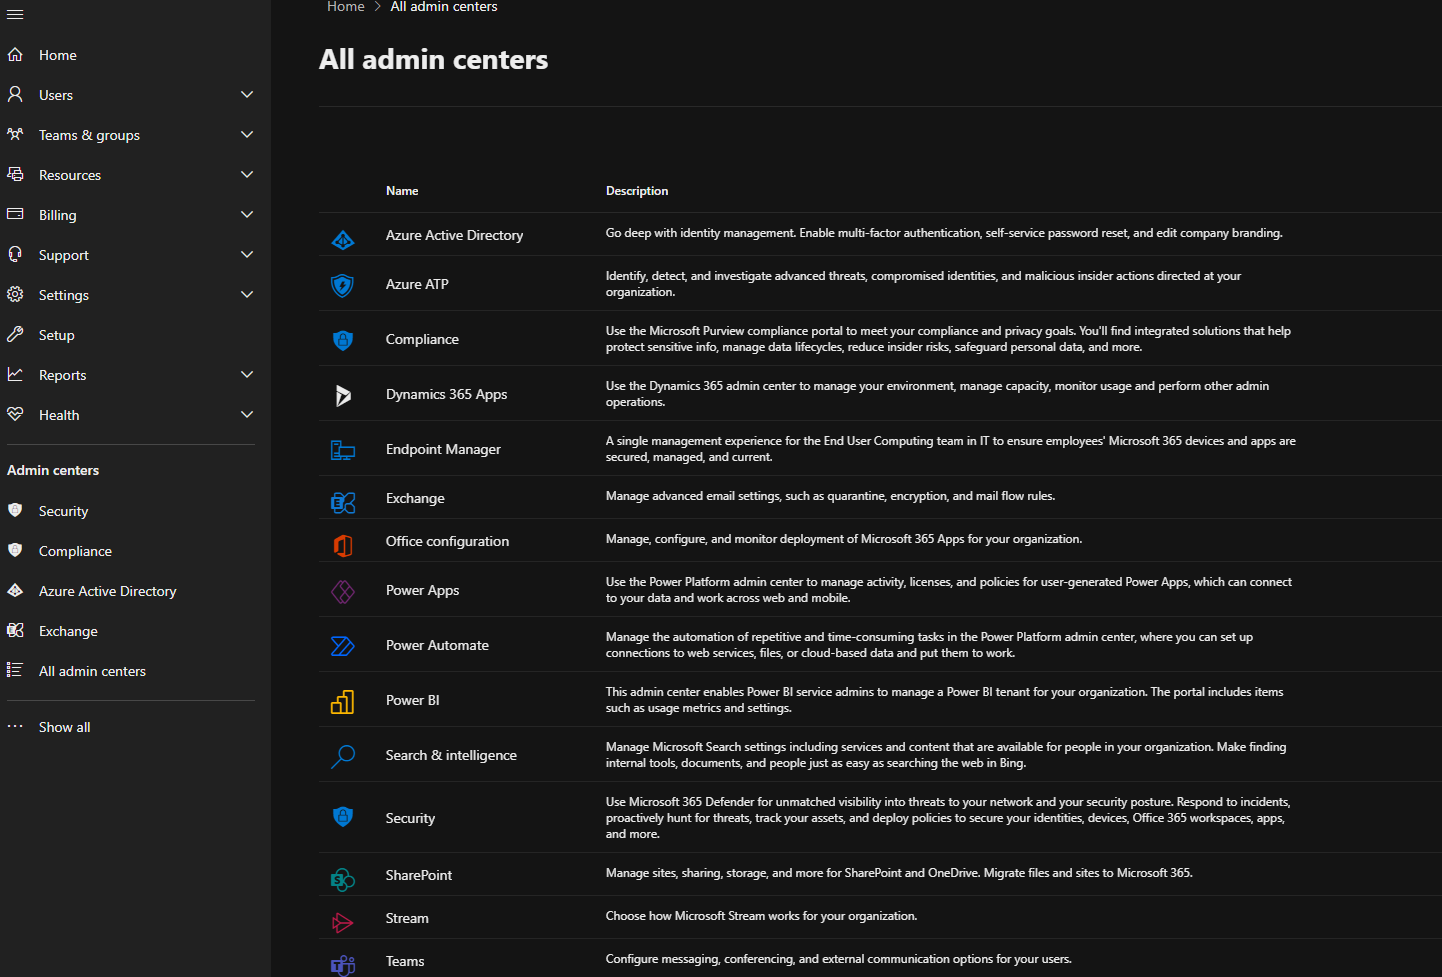 Home > All admin centers
Home
Users
Teams & groups
Resources
Billing
Support
Settings
Setup
Reports
Health
Admin centers
Security
Compliance
Azure Active Directory
Exchange
All admin centers
Show all
All admin centers
Name Description
Azure Active Directory Go deep with identity management. Enable multi-factor authentication, self-service password reset, and edit company branding.
Azure ATP Identify, detect, and investigate advanced threats, compromised identities, and malicious insider actions directed at your
organization.
Compliance Use the Microsoft Purview compliance portal to meet your compliance and privacy goals. You'll find integrated solutions that help
protect sensitive info, manage data lifecycles, reduce insider risks, safeguard personal data, and more.
Dynamics 365 Apps Use the Dynamics 365 admin center to manage your environment, manage capacity, monitor usage and perform other admin
operations.
Endpoint Manager A single management experience for the End User Computing team in IT to ensure employees' Microsoft 365 devices and apps are
secured, managed, and current.
Exchange Manage advanced email settings, such as quarantine, encryption, and mail flow rules.
Office configuration Manage, configure, and monitor deployment of Microsoft 365 Apps for your organization.
Power Apps Use the Power Platform admin center to manage activity, licenses, and policies for user-generated Power Apps, which can connect
to your data and work across web and mobile.
Power Automate Manage the automation of repetitive and time-consuming tasks in the Power Platform admin center, where you can set up
connections to web services, files, or cloud-based data and put them to work.
Power BI This admin center enables Power BI service admins to manage a Power BI tenant for your organization. The portal includes items
such as usage metrics and settings.
Search & intelligence Manage Microsoft Search settings including services and content that are available for people in your organization. Make finding
internal tools, documents, and people just as easy as searching the web in Bing.
Security Use Microsoft 365 Defender for unmatched visibility into threats to your network and your security posture. Respond to incidents,
proactively hunt for threats, track your assets, and deploy policies to secure your identities, devices, Office 365 workspaces, apps,
and more.
SharePoint Manage sites, sharing, storage, and more for SharePoint and OneDrive. Migrate files and sites to Microsoft 365.
Stream Choose how Microsoft Stream works for your organization.
Teams Configure messaging, conferencing, and external communication options for your users.